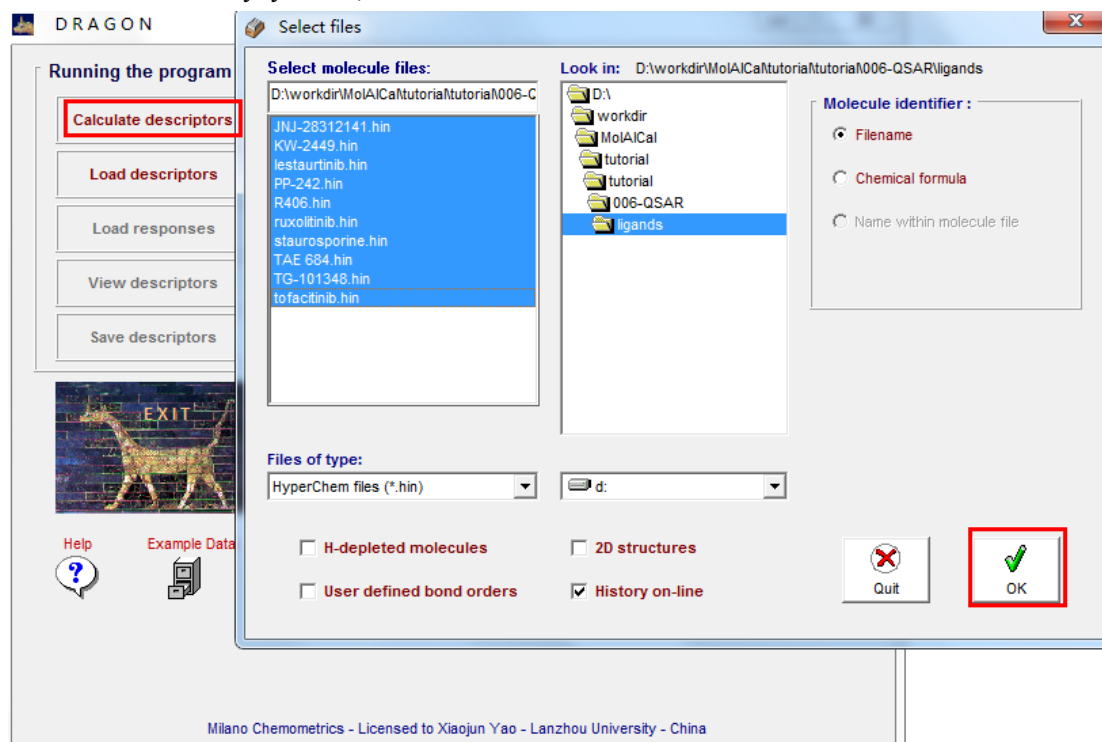 DRAGON
Select files
X
Running the program
Calculate descriptors
Load descriptors
Load responses
View descriptors
Save descriptors
EXIT
Help
Example Data
Select molecule files:
D:\workdir\MolAICal\tutorial\tutorial\006-Q
JNJ-28312141.hin
KW-2449.hin
lestaurtinib.hin
PP-242.hin
R406.hin
ruxolitinib.hin
staurosporine.hin
TAE 684.hin
TG-101348.hin
tofacitinib.hin
Look in: D:\workdir\MolAICal\tutorial\tutorial\006-QSAR\ligands
D:\
workdir
MolAICal
tutorial
tutorial
006-QSAR
ligands
Molecule identifier :
Filename
Chemical formula
Name within molecule file
Files of type:
HyperChem files (*.hin)
d:
H-depleted molecules
2D structures
User defined bond orders
History on-line
Quit
OK
Milano Chemometrics - Licensed to Xiaojun Yao - Lanzhou University - China